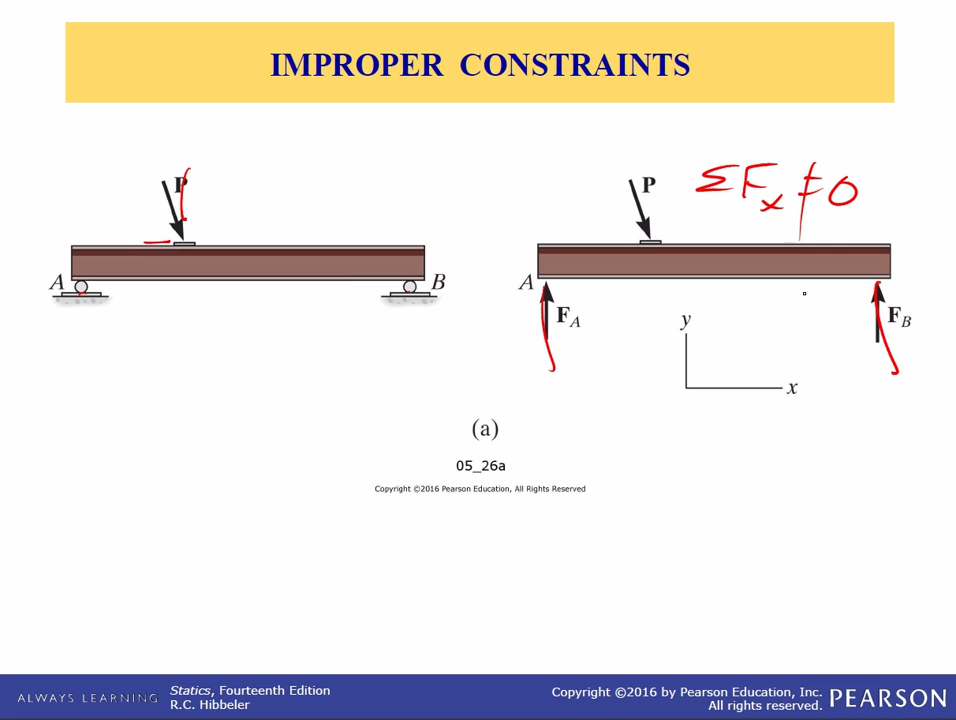 IMPROPER CONSTRAINTS
P
A
B
P
ΣFx ≠ 0
A
FA
FB
y
x
(a)
05_26a
Copyright ©2016 Pearson Education, All Rights Reserved
ALWAYS LEARNING
Statics, Fourteenth Edition
R.C. Hibbeler
Copyright ©2016 by Pearson Education, Inc.
All rights reserved.
PEARSON